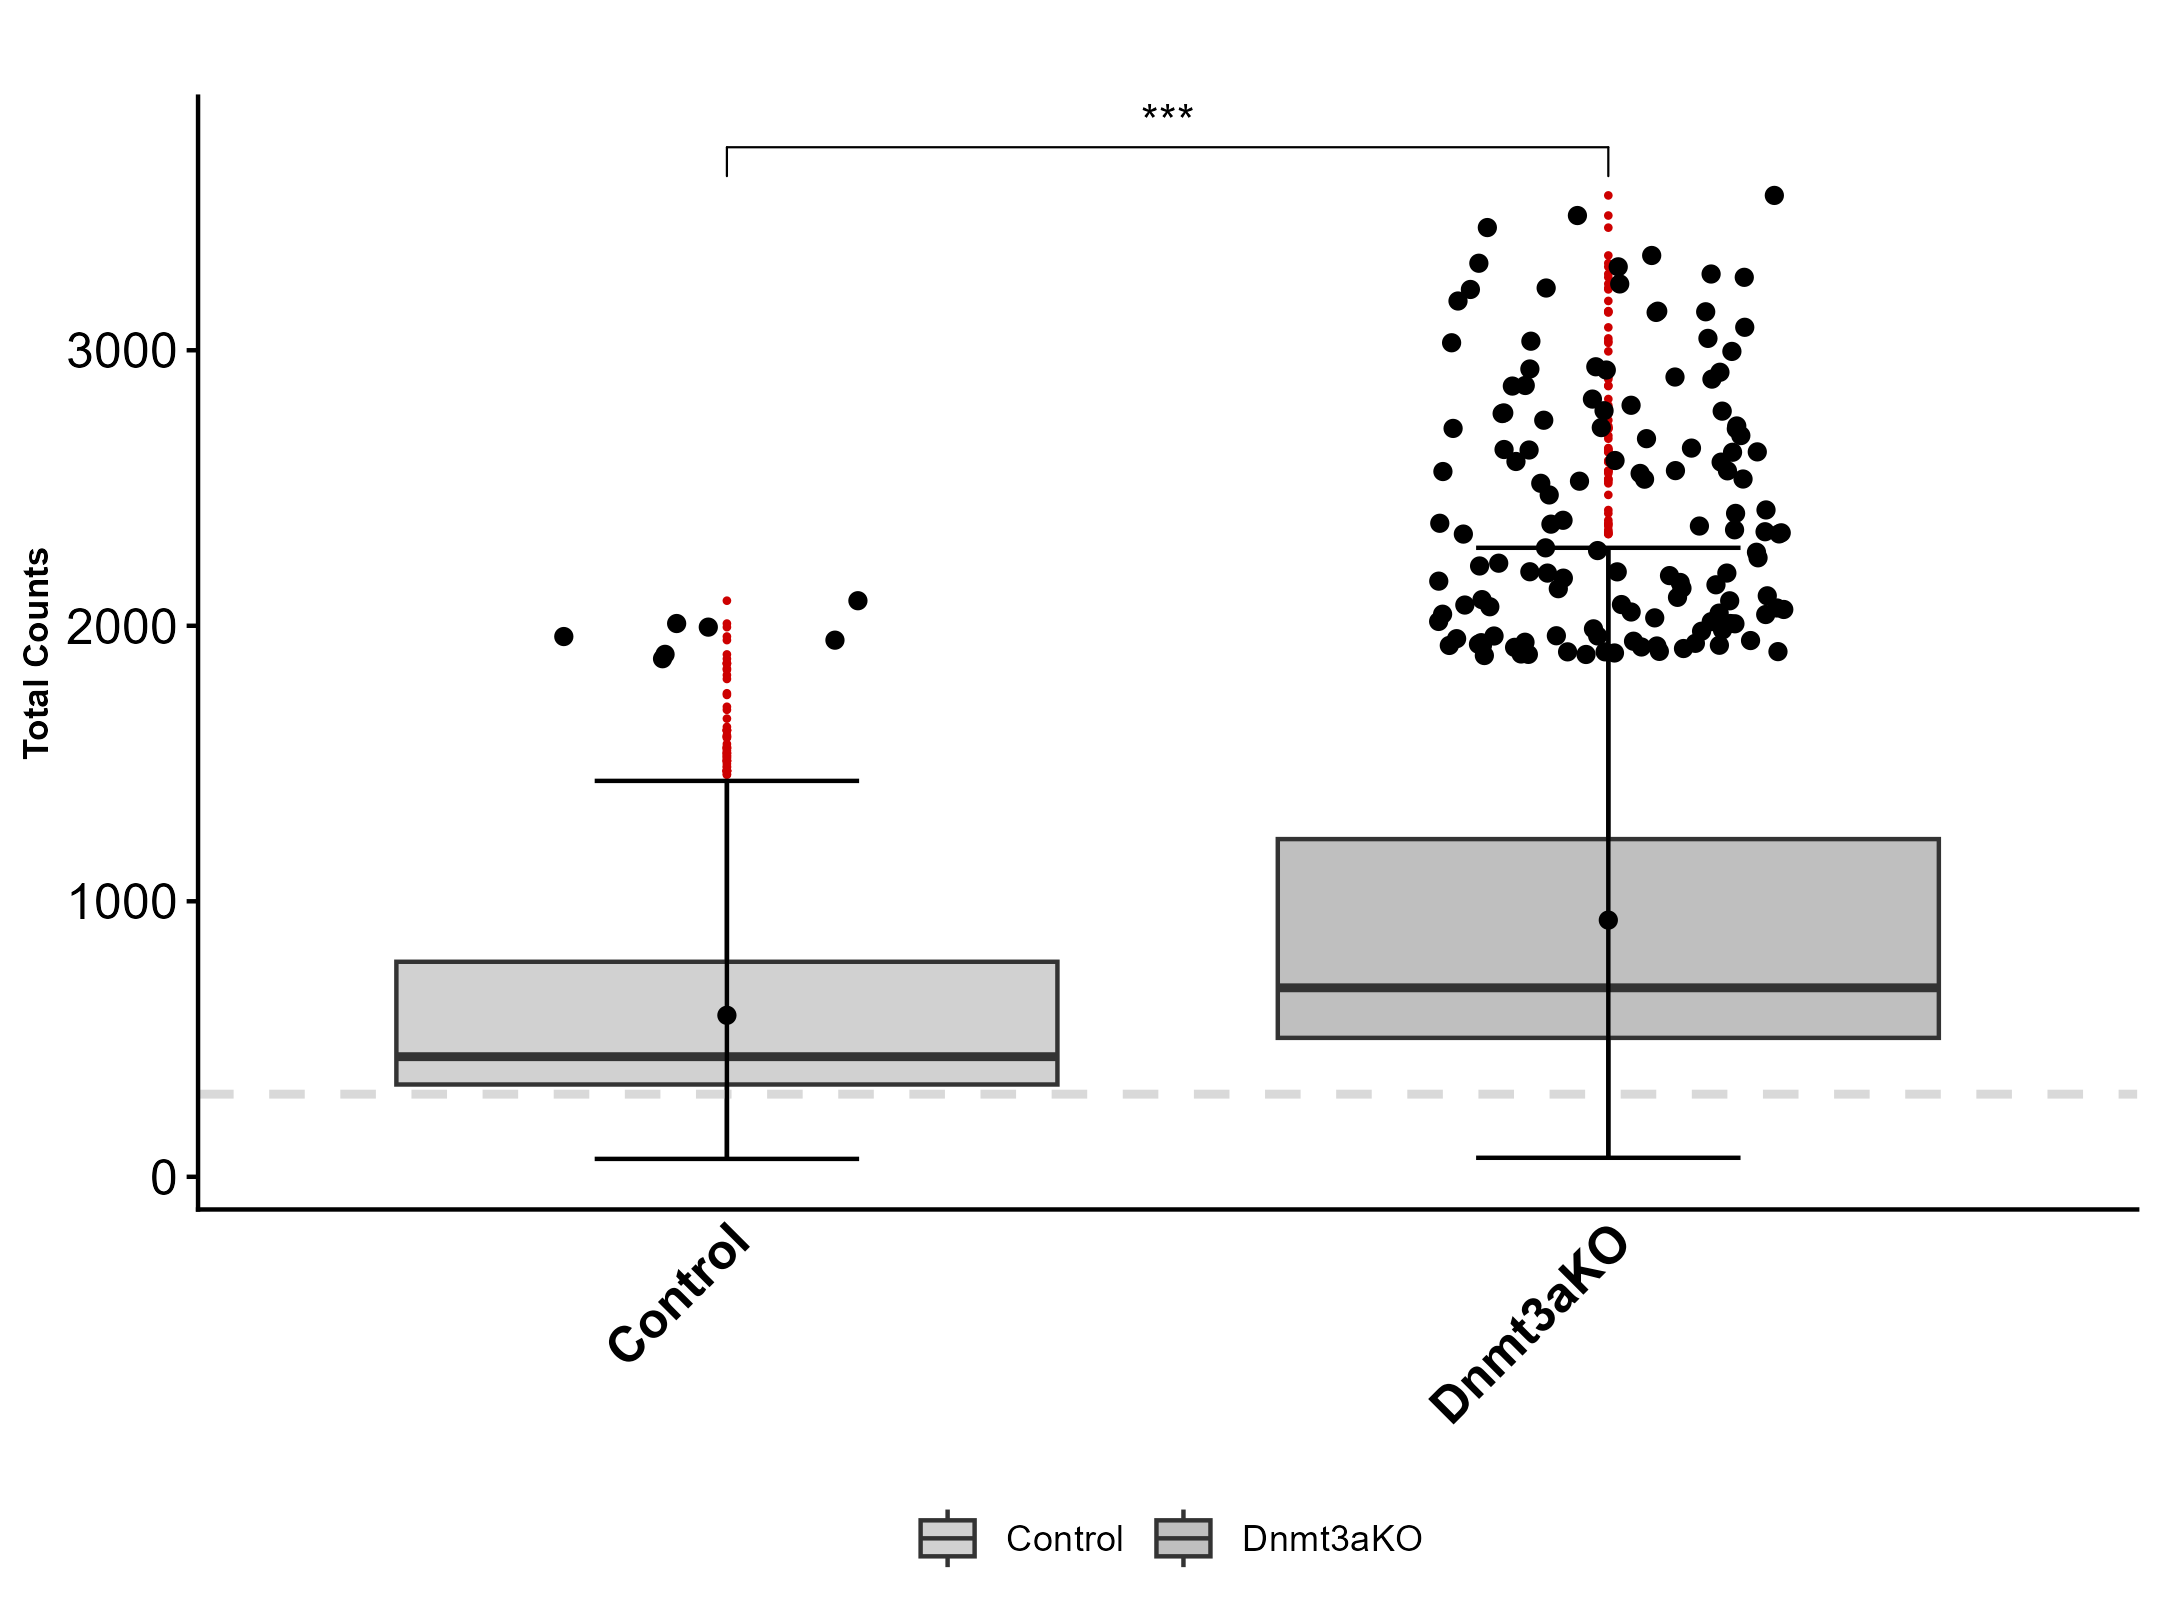 ***
Total Counts
3000
2000
1000
0
Control
Dnmt3aKO
Control
Dnmt3aKO